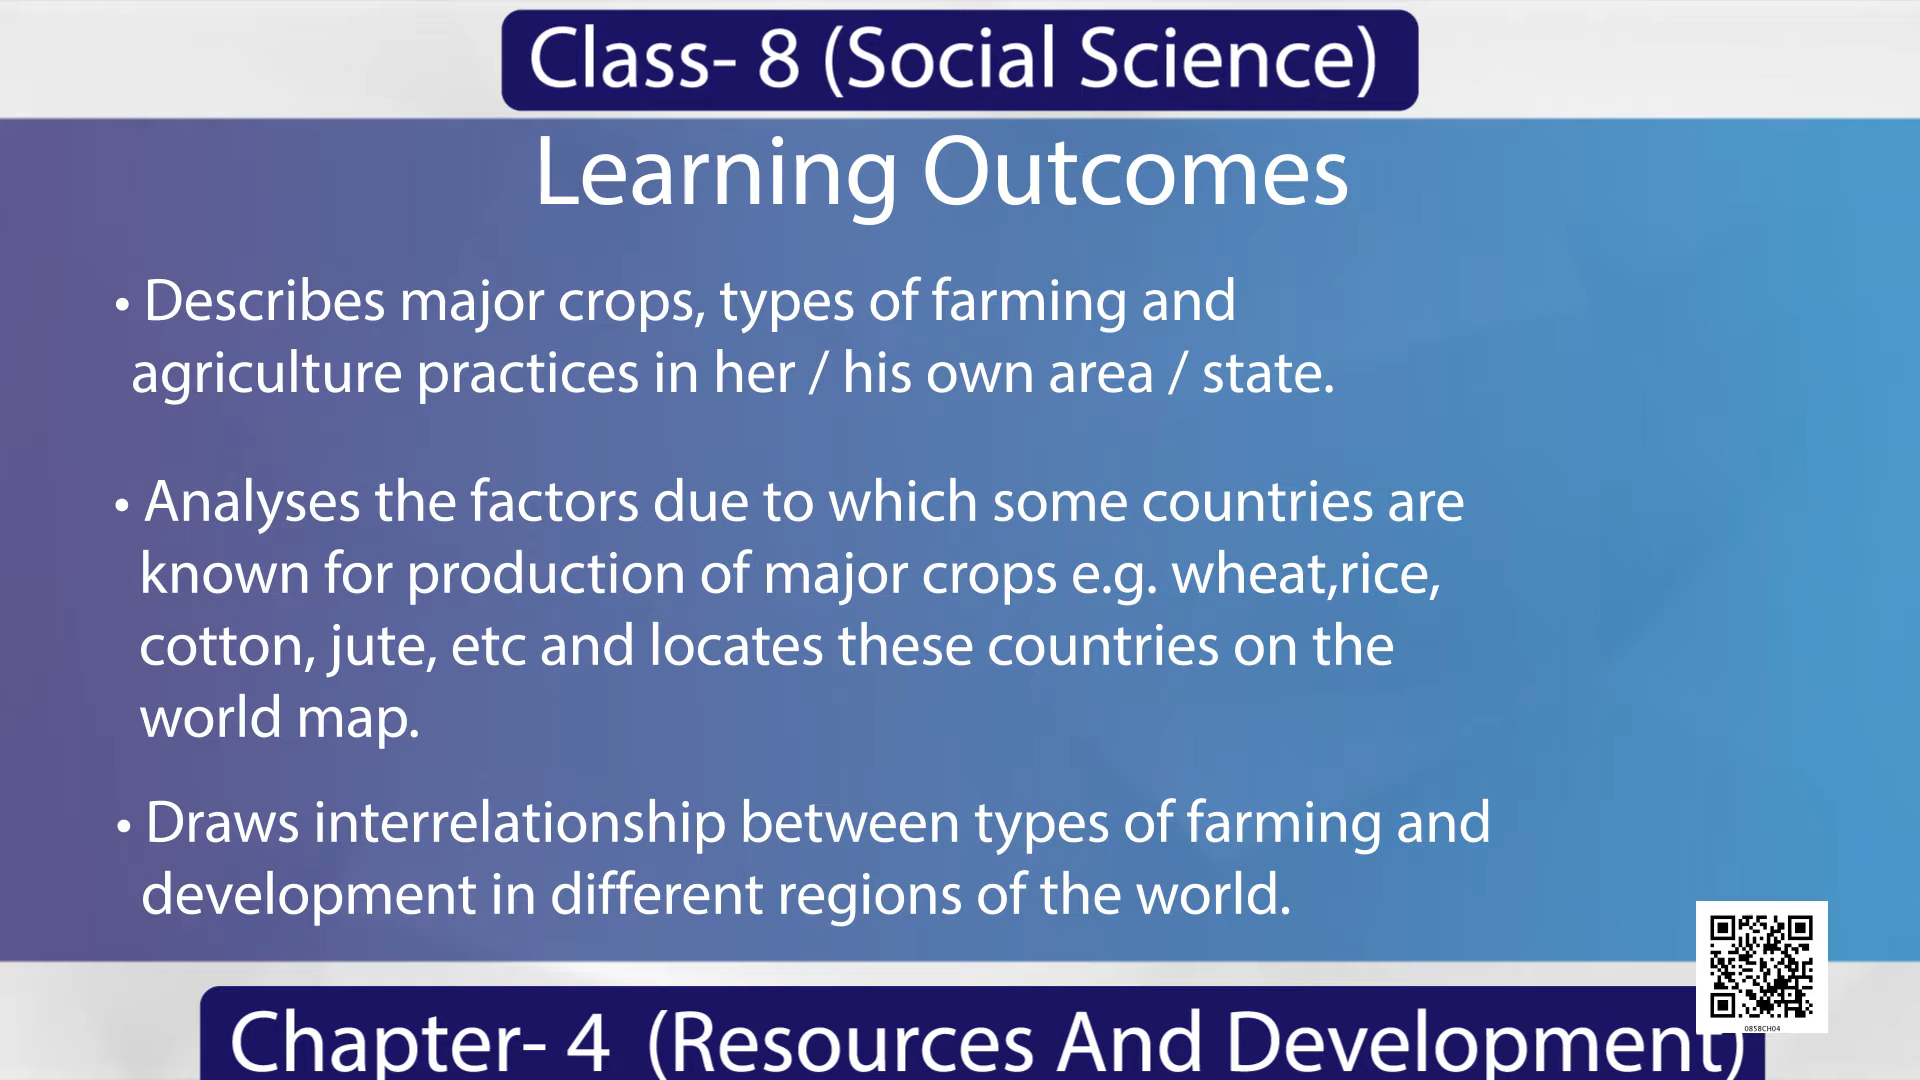 Class- 8 (Social Science)
Learning Outcomes
• Describes major crops, types of farming and
agriculture practices in her / his own area / state.
• Analyses the factors due to which some countries are
known for production of major crops e.g. wheat,rice,
cotton, jute, etc and locates these countries on the
world map.
• Draws interrelationship between types of farming and
development in different regions of the world.
0858CH04
Chapter- 4 (Resources And Development)